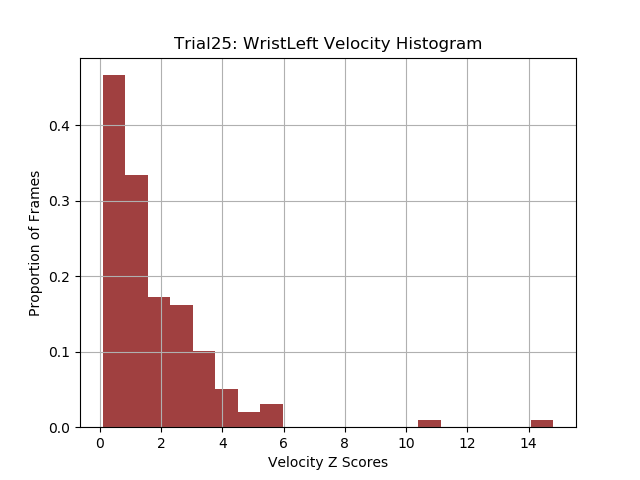 Trial25: WristLeft Velocity Histogram
Proportion of Frames
0.4
0.3
0.2
0.1
0.0
0 2 4 6 8 10 12 14
Velocity Z Scores